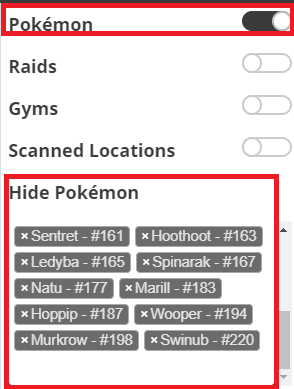 Pokémon
Raids
Gyms
Scanned Locations
Hide Pokémon
×Sentret - #161 ×Hoothoot - #163
×Ledyba - #165 ×Spinarak - #167
×Natu - #177 ×Marill - #183
×Hoppip - #187 ×Wooper - #194
×Murkrow - #198 ×Swinub - #220